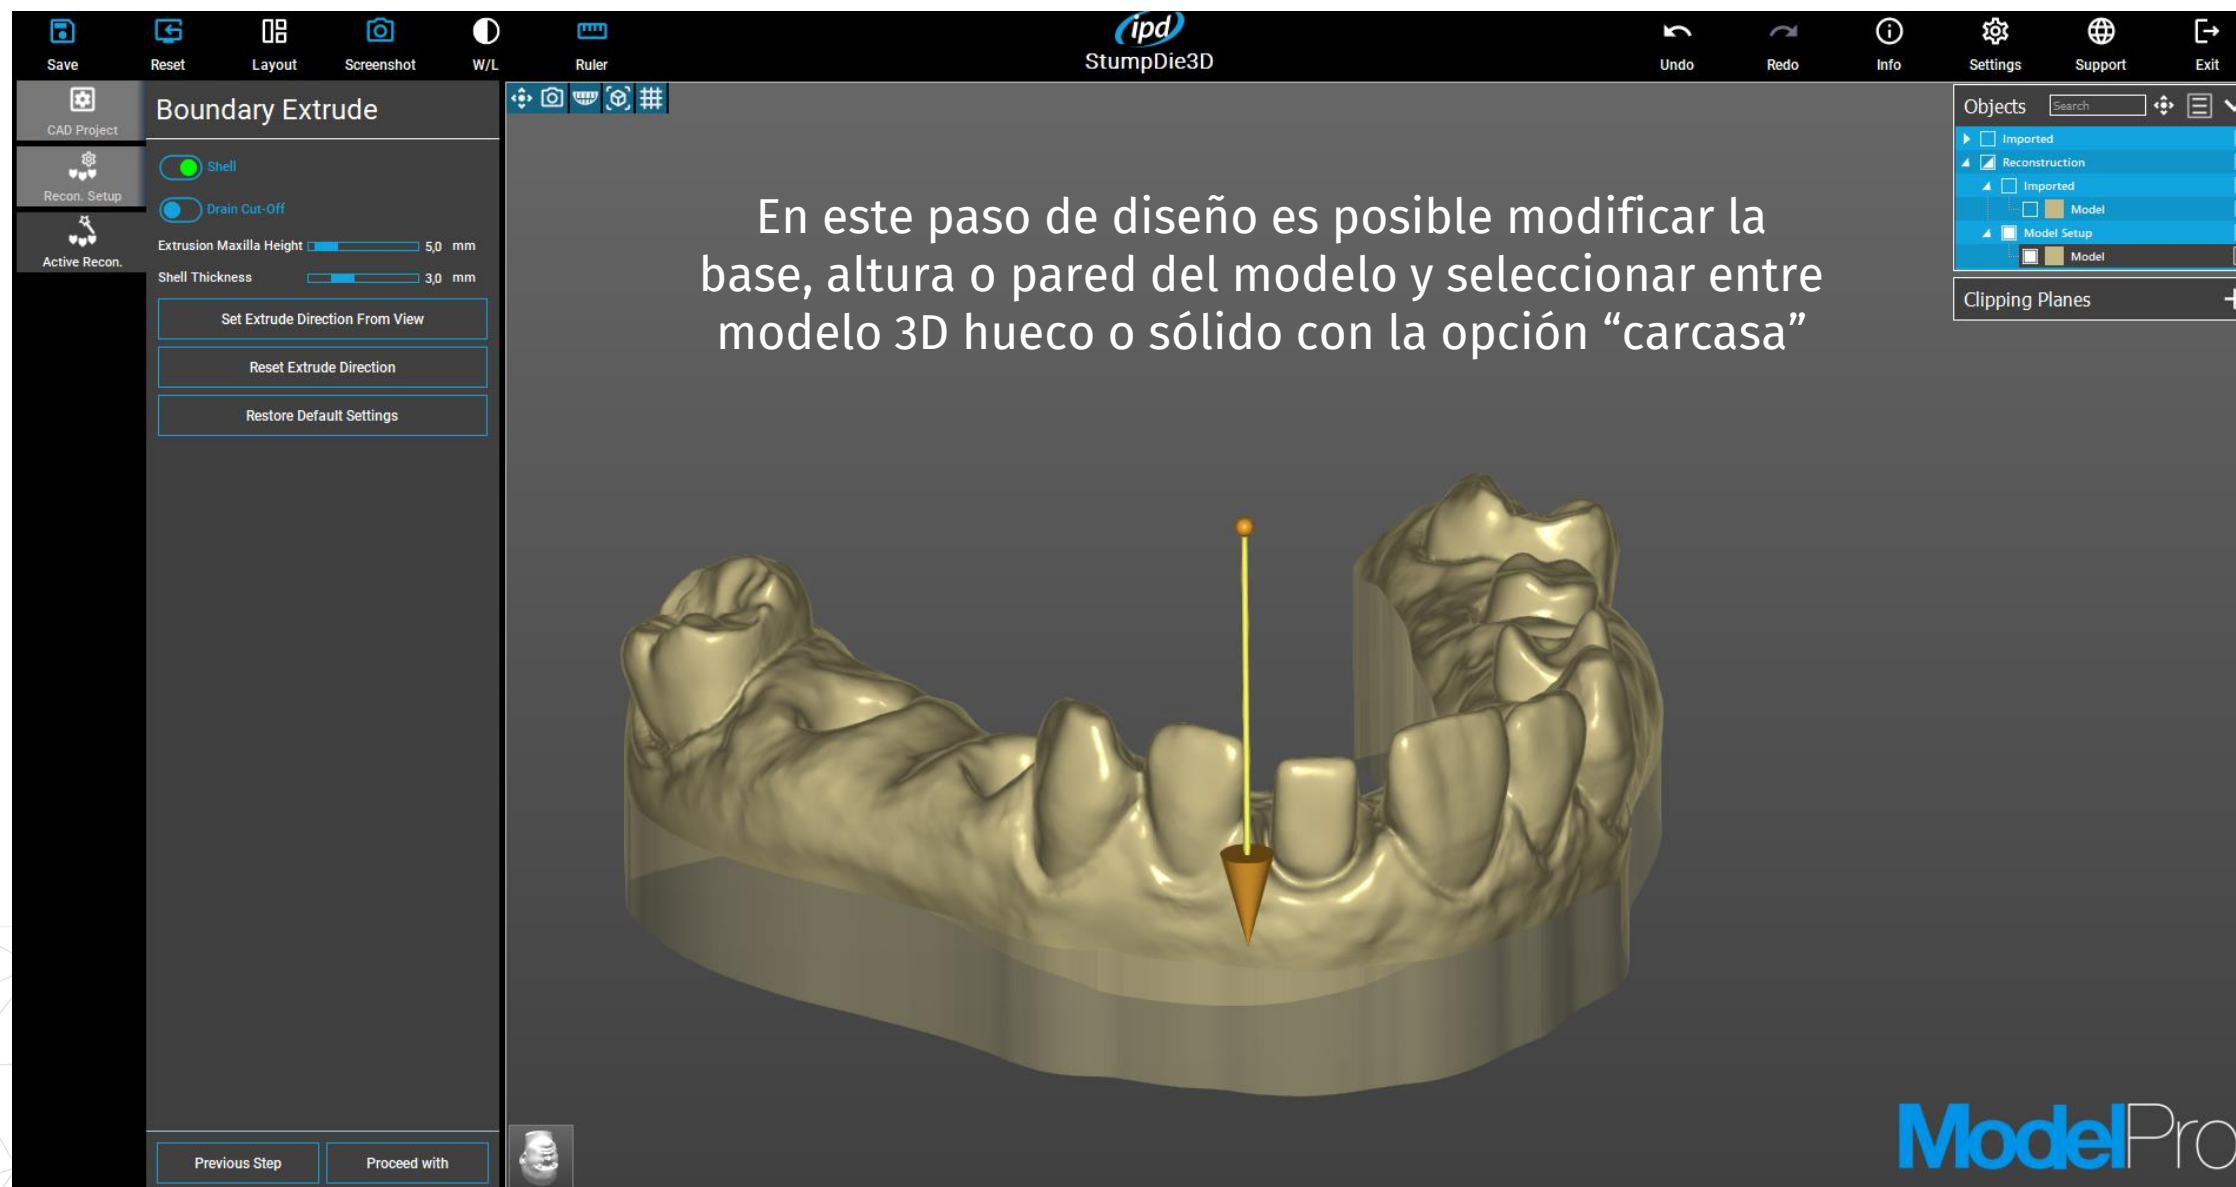 Save
Reset
Layout
Screenshot
W/L
Ruler
ipd
StumpDie3D
Undo
Redo
Info
Settings
Support
Exit
CAD Project
Recon. Setup
Active Recon.
Boundary Extrude
Shell
Drain Cut-Off
Extrusion Maxilla Height 5,0 mm
Shell Thickness 3,0 mm
Set Extrude Direction From View
Reset Extrude Direction
Restore Default Settings
Previous Step
Proceed with
En este paso de diseño es posible modificar la
base, altura o pared del modelo y seleccionar entre
modelo 3D hueco o sólido con la opción “carcasa”
Objects Search
Imported
Reconstruction
Imported
Model
Model Setup
Model
Clipping Planes
ModelPro